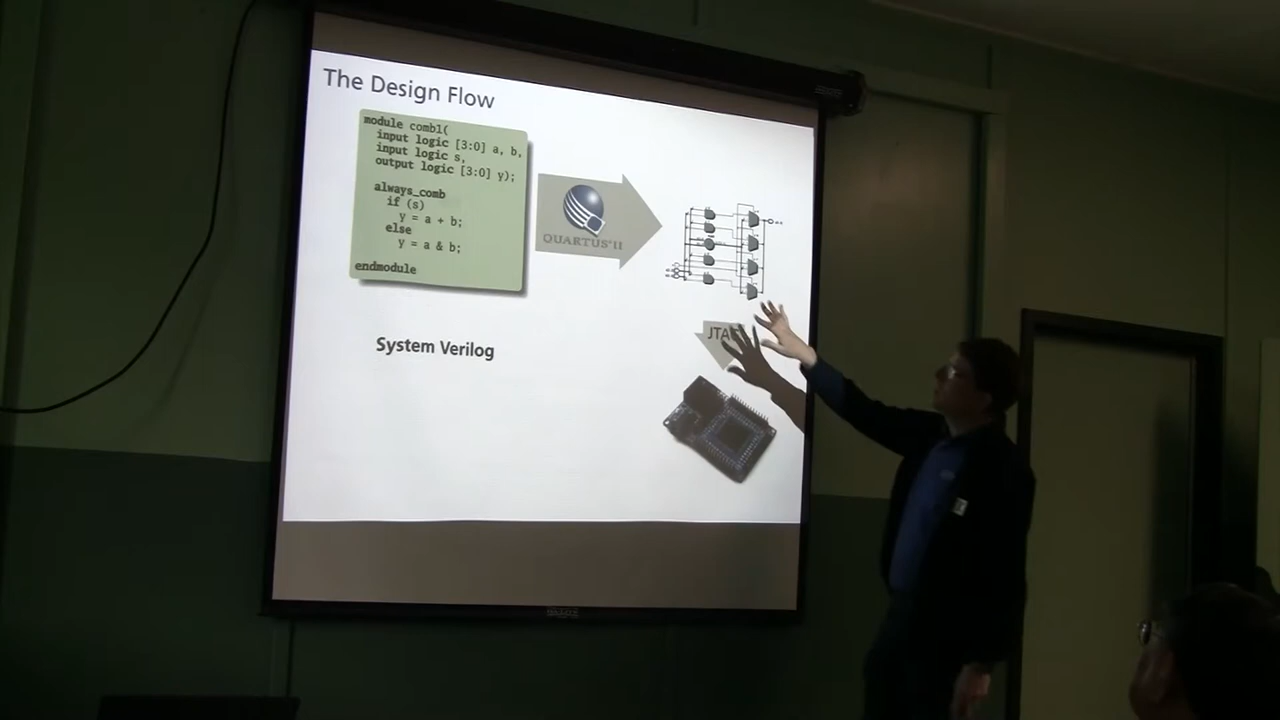 The Design Flow
module comb1(
input logic [3:0] a, b,
input logic s,
output logic [3:0] y);
always_comb
if (s)
y = a + b;
else
y = a & b;
endmodule
QUARTUS® II
JTAG
System Verilog